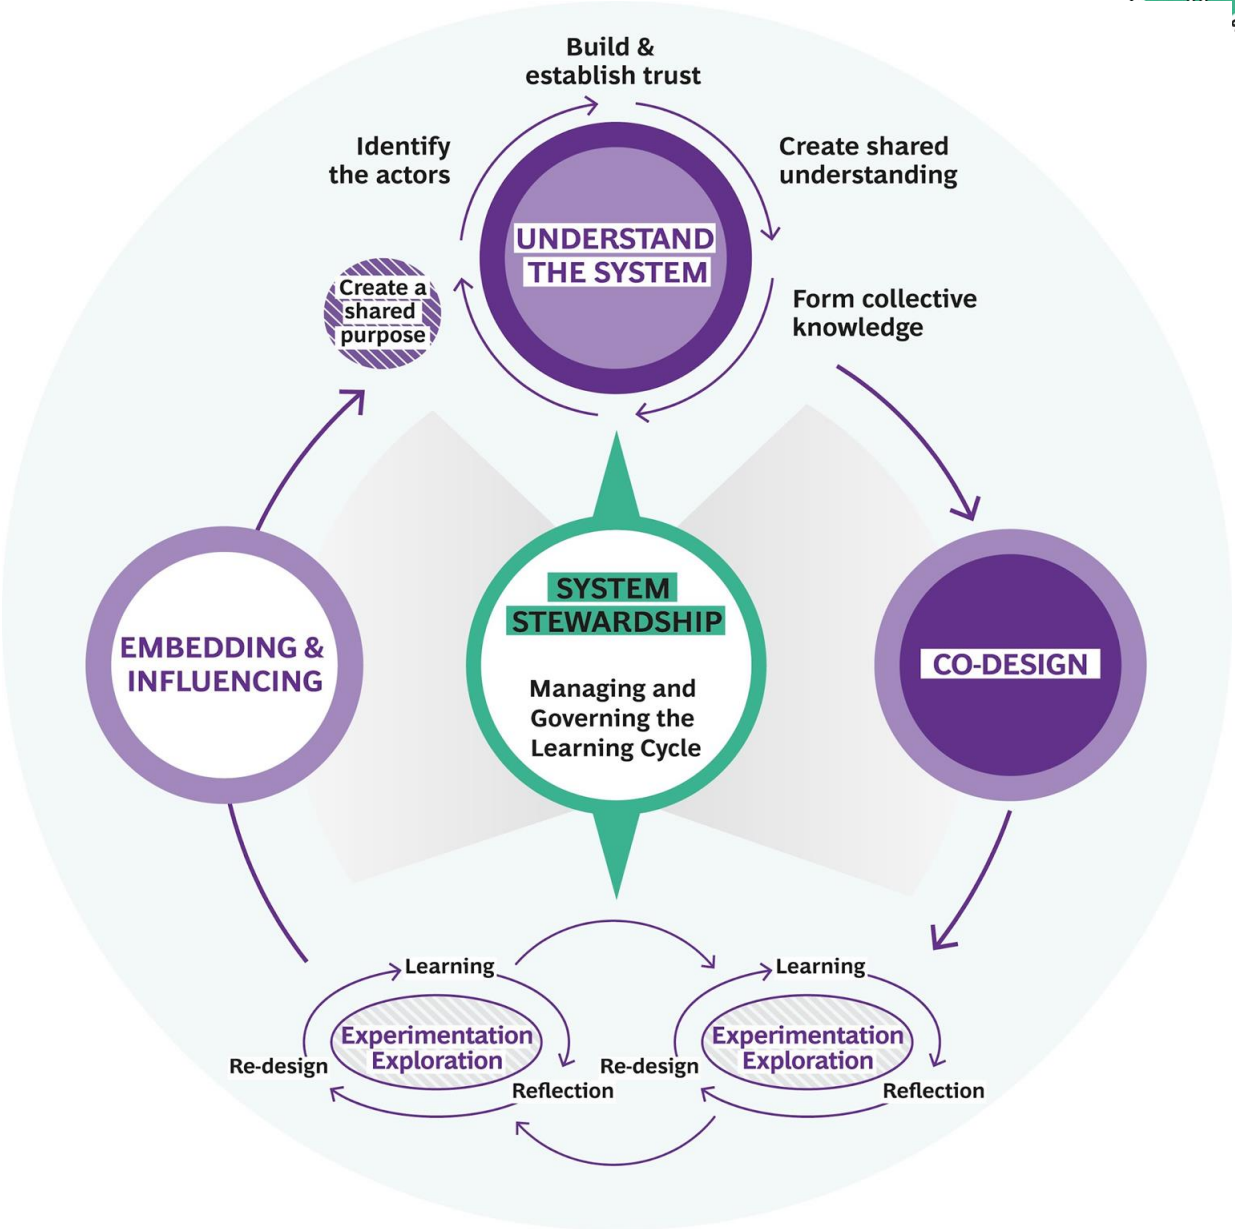 Build &
establish trust
Identify
the actors
Create shared
understanding
UNDERSTAND
THE SYSTEM
Create a
shared
purpose
Form collective
knowledge
EMBEDDING &
INFLUENCING
SYSTEM
STEWARDSHIP
Managing and
Governing the
Learning Cycle
CO-DESIGN
Learning
Experimentation
Exploration
Re-design
Reflection
Learning
Experimentation
Exploration
Re-design
Reflection